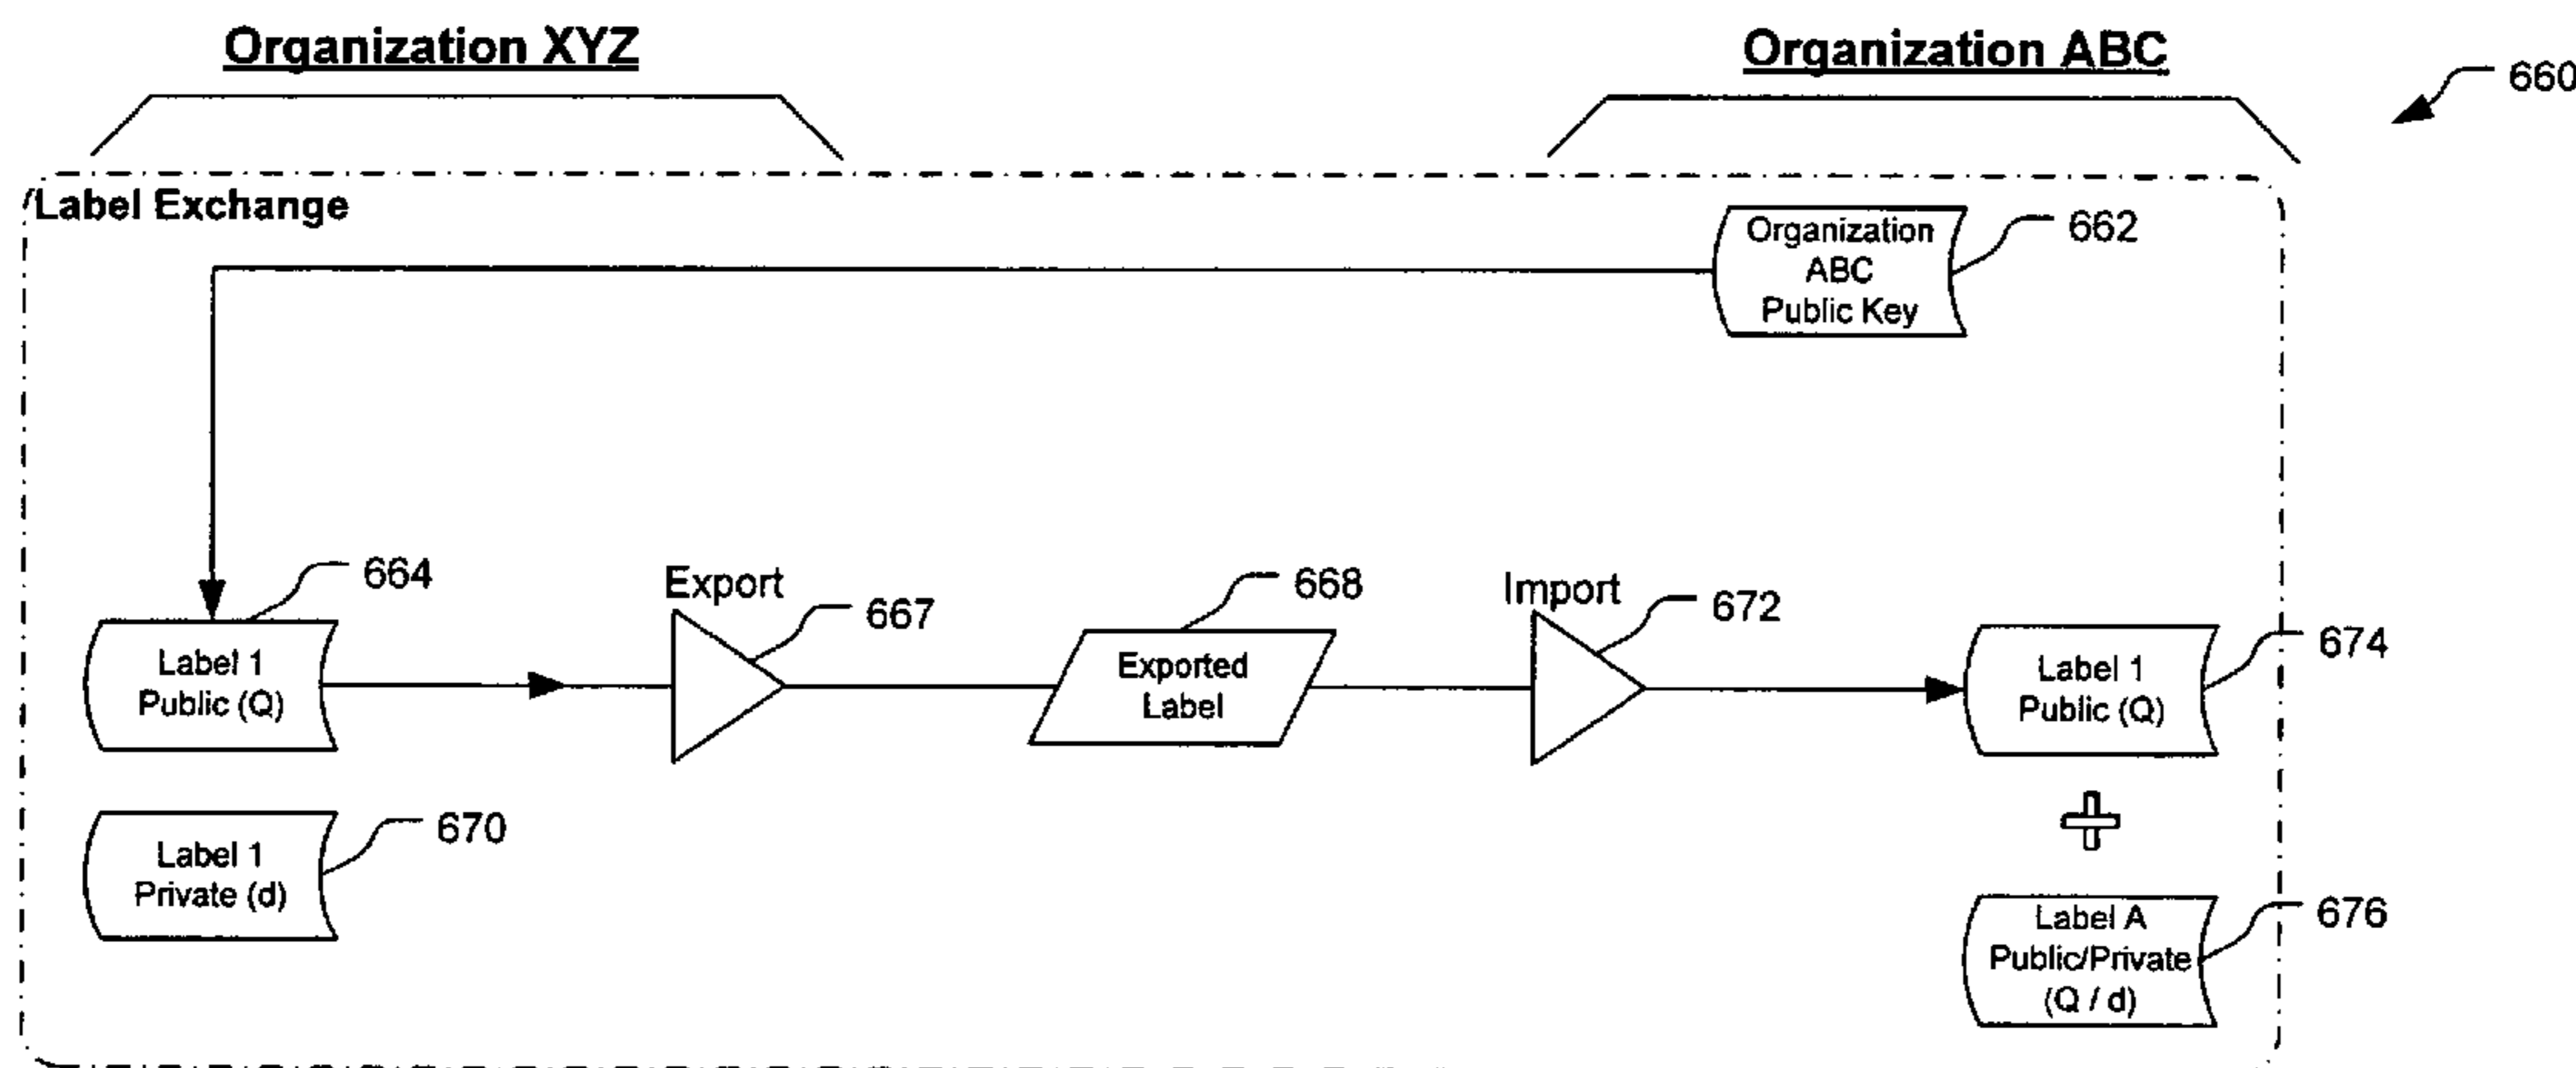 Organization XYZ
Organization ABC
660
Label Exchange
Organization
ABC
Public Key
662
664
Export
667
668
Import
672
674
Label 1
Public (Q)
Exported
Label
Label 1
Public (Q)
670
Label 1
Private (d)
676
Label A
Public/Private
(Q / d)